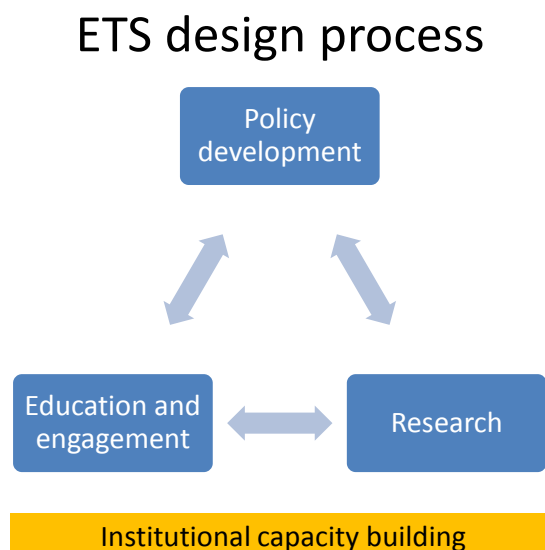 ETS design process
Policy
development
Education and
engagement
Research
Institutional capacity building